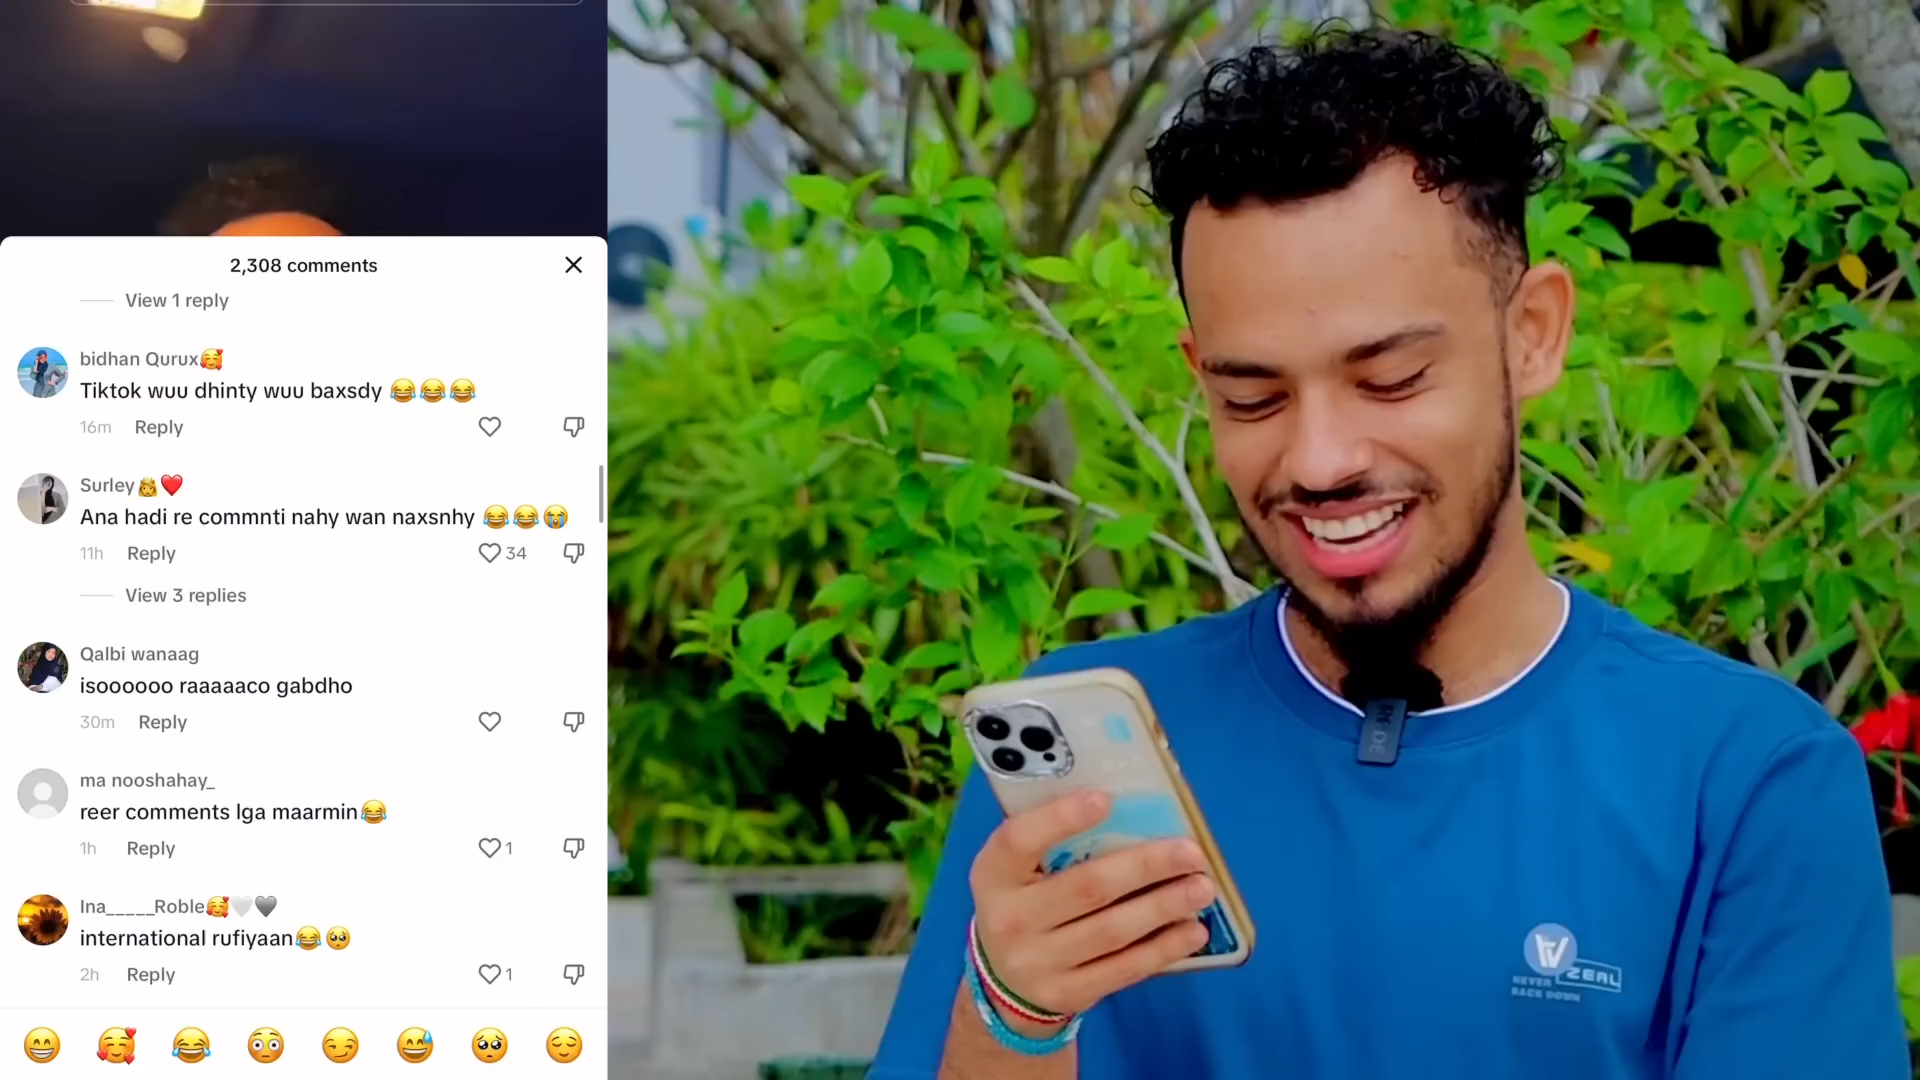 2,308 comments
View 1 reply
bidhan Qurux🥰
Tiktok wuu dhinty wuu baxsdy 😂😂😂
16m Reply
Surley👸❤️
Ana hadi re commnti nahy wan naxsnhy 😂😂😭
11h Reply 34
View 3 replies
Qalbi wanaag
isoooooo raaaaaco gabdho
30m Reply
ma nooshahay_
reer comments lga maarmin😂
1h Reply 1
Ina_____Roble🥰🤍🖤
international rufiyaan😂🥺
2h Reply 1
RØDE
ZEAL
NEVER
BACK DOWN